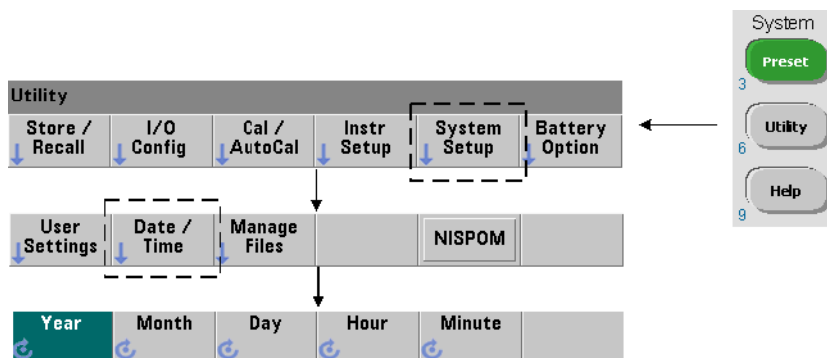 System
Preset
3
Utility
6
Help
9
Utility
Store / Recall
I/O Config
Cal / AutoCal
Instr Setup
System Setup
Battery Option
User Settings
Date / Time
Manage Files
NISPOM
Year
Month
Day
Hour
Minute